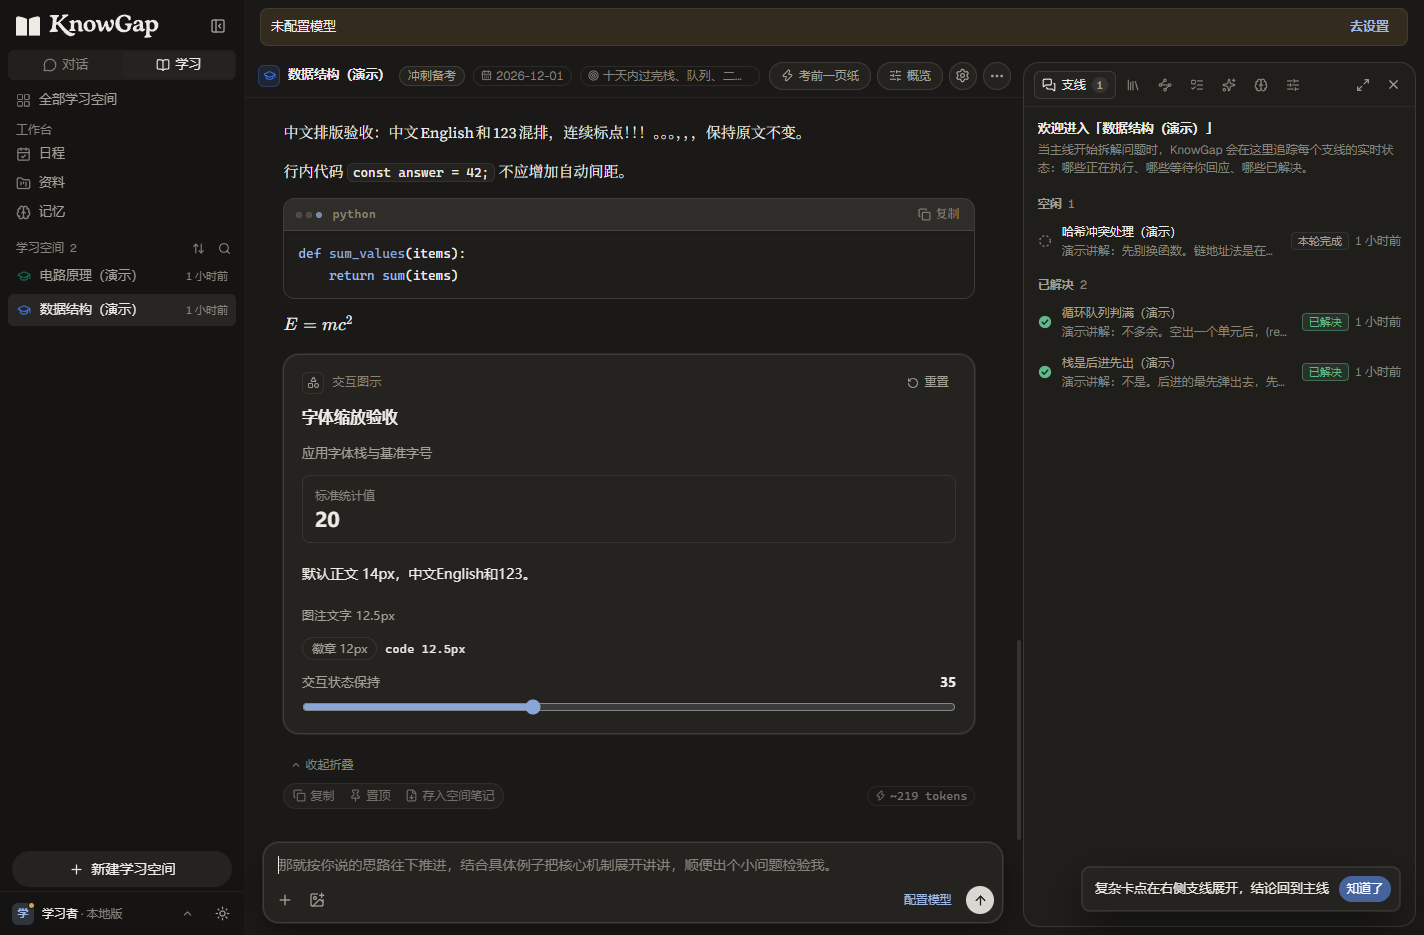 KnowGap
对话
学习
全部学习空间
工作台
日程
资料
记忆
学习空间 2
电路原理（演示） 1 小时前
数据结构（演示） 1 小时前
新建学习空间
学
学习者·本地版
未配置模型
去设置
数据结构（演示）
冲刺备考
2026-12-01
十天内过完栈、队列、二...
考前一页纸
概览
中文排版验收：中文English和123混排，连续标点！！！。。。，，，保持原文不变。
行内代码 const answer = 42; 不应增加自动间距。
python
复制
def sum_values(items):
return sum(items)
E = mc²
交互图示
重置
字体缩放验收
应用字体栈与基准字号
标准统计值
20
默认正文 14px，中文English和123。
图注文字 12.5px
徽章 12px code 12.5px
交互状态保持 35
收起折叠
复制
置顶
存入空间笔记
~219 tokens
那就按你说的思路往下推进，结合具体例子把核心机制展开讲讲，顺便出个小问题检验我。
配置模型
支线 1
欢迎进入「数据结构（演示）」
当主线开始拆解问题时，KnowGap 会在这里追踪每个支线的实时状
态：哪些正在执行、哪些等待你回应、哪些已解决。
空闲 1
哈希冲突处理（演示）
演示讲解：先别换函数。链地址法是在...
本轮完成 1 小时前
已解决 2
循环队列判满（演示）
演示讲解：不多余。空出一个单元后，(re...
已解决 1 小时前
栈是后进先出（演示）
演示讲解：不是。后进的最先弹出去，先...
已解决 1 小时前
复杂卡点在右侧支线展开，结论回到主线
知道了